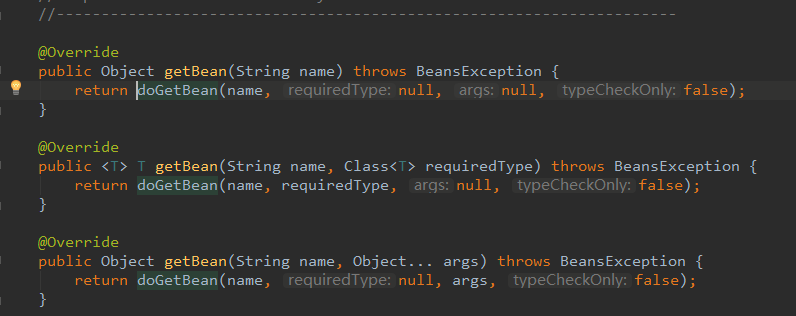 //-----------------------------------------------------------------------
@Override
public Object getBean(String name) throws BeansException {
return doGetBean(name, requiredType: null, args: null, typeCheckOnly: false);
}
@Override
public <T> T getBean(String name, Class<T> requiredType) throws BeansException {
return doGetBean(name, requiredType, args: null, typeCheckOnly: false);
}
@Override
public Object getBean(String name, Object... args) throws BeansException {
return doGetBean(name, requiredType: null, args, typeCheckOnly: false);
}